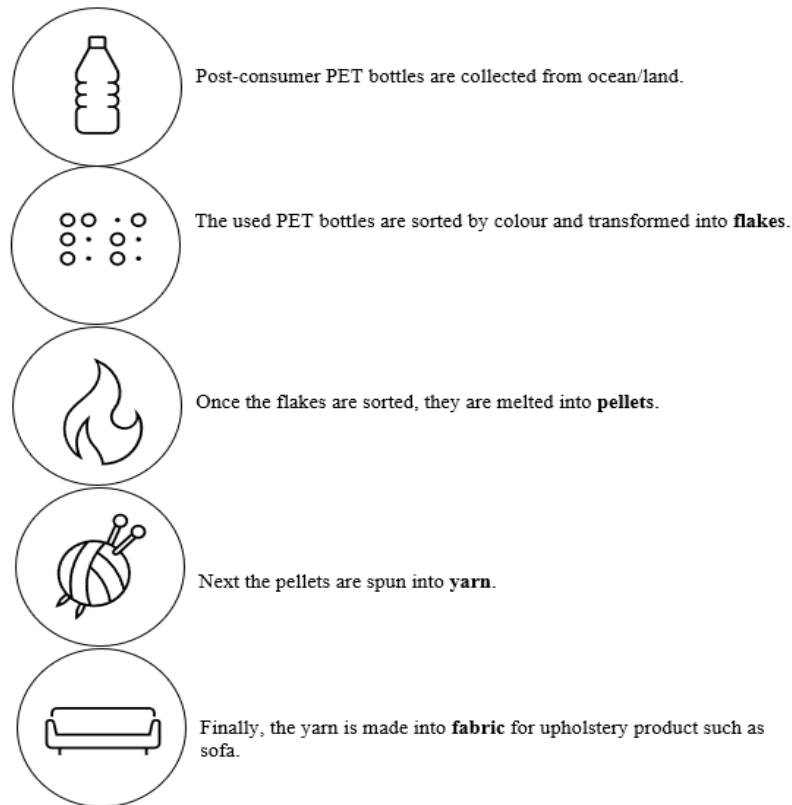 Post-consumer PET bottles are collected from ocean/land.
The used PET bottles are sorted by colour and transformed into flakes.
Once the flakes are sorted, they are melted into pellets.
Next the pellets are spun into yarn.
Finally, the yarn is made into fabric for upholstery product such as
sofa.